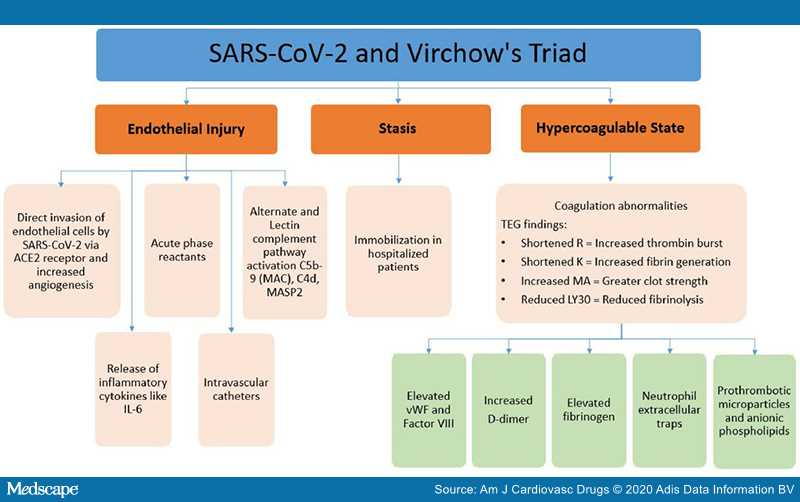 SARS-CoV-2 and Virchow's Triad
Endothelial Injury
Stasis
Hypercoagulable State
Direct invasion of
endothelial cells by
SARS-CoV-2 via
ACE2 receptor and
increased
angiogenesis
Acute phase
reactants
Alternate and
Lectin
complement
pathway
activation C5b-
9 (MAC), C4d,
MASP2
Immobilization in
hospitalized
patients
Coagulation abnormalities
TEG findings:
• Shortened R = Increased thrombin burst
• Shortened K = Increased fibrin generation
• Increased MA = Greater clot strength
• Reduced LY30 = Reduced fibrinolysis
Release of
inflammatory
cytokines like
IL-6
Intravascular
catheters
Elevated
vWF and
Factor VIII
Increased
D-dimer
Elevated
fibrinogen
Neutrophil
extracellular
traps
Prothrombotic
microparticles
and anionic
phospholipids
Medscape
Source: Am J Cardiovasc Drugs © 2020 Adis Data Information BV